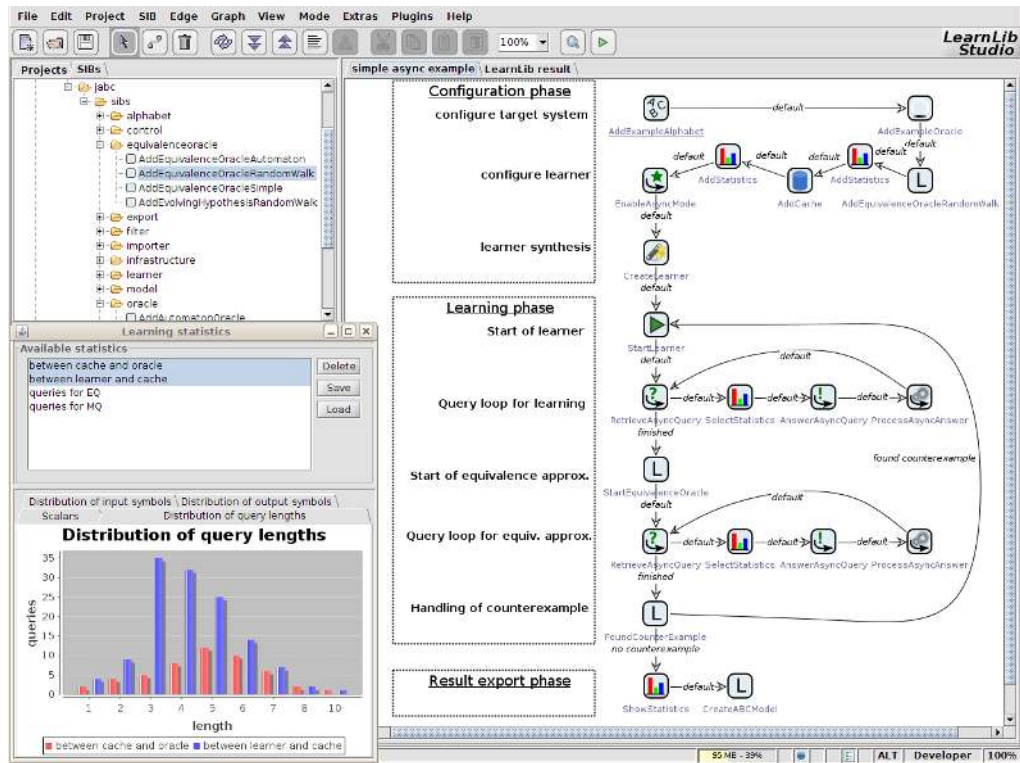 File Edit Project SIB Edge Graph View Mode Extras Plugins Help
100%
LearnLib
Studio
Projects SIBs
simple async example LearnLib result
jabc
sibs
alphabet
control
equivalenceoracle
AddEquivalenceOracleAutomaton
AddEquivalenceOracleRandomWalk
AddEquivalenceOracleSimple
AddEvolvingHypothesisRandomWalk
export
filter
importer
infrastructure
learner
model
oracle
AddAutomatonOracle
Learning statistics
Available statistics
between cache and oracle
between learner and cache
queries for EQ
queries for MQ
Delete
Save
Load
Distribution of input symbols Distribution of output symbols
Scalars Distribution of query lengths
Distribution of query lengths
queries
35
30
25
20
15
10
5
0
1 2 3 4 5 6 7 8 10
length
between cache and oracle between learner and cache
Configuration phase
configure target system
configure learner
learner synthesis
Learning phase
Start of learner
Query loop for learning
Start of equivalence approx.
Query loop for equiv. approx.
Handling of counterexample
Result export phase
A C B
default
AddExampleAlphabet AddExampleOracle
default
default default default default
L
AddStatistics AddStatistics
EnableAsyncMode AddCache AddEquivalenceOracleRandomWalk
default
CreateLearner
default
StartLearner
default
default
? default default ! default
RetrieveAsyncQuery SelectStatistics AnswerAsyncQuery ProcessAsyncAnswer
finished
found counterexample
L
StartEquivalenceOracle
default
default
? default default ! default
RetrieveAsyncQuery SelectStatistics AnswerAsyncQuery ProcessAsyncAnswer
finished
L
FoundCounterExample
no counterexample
default L
ShowStatistics CreateABCModel
95 MB - 39% ALT Developer 100%